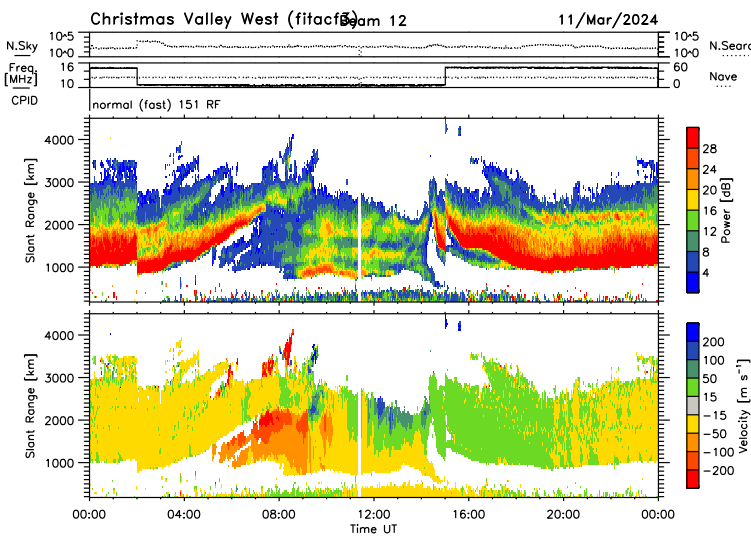 Christmas Valley West (fitacf3) Beam 12 11/Mar/2024
N.Sky 10^5 10^0 10^5 10^0 N.Searc
Freq. [MHz] 16 10 60 0 Nave
CPID normal (fast) 151 RF
Slant Range [km] 4000 3000 2000 1000
Power [dB] 28 24 20 16 12 8 4
Slant Range [km] 4000 3000 2000 1000
Velocity [m s⁻¹] 200 100 50 15 -15 -50 -100 -200
00:00 04:00 08:00 12:00 16:00 20:00 00:00
Time UT